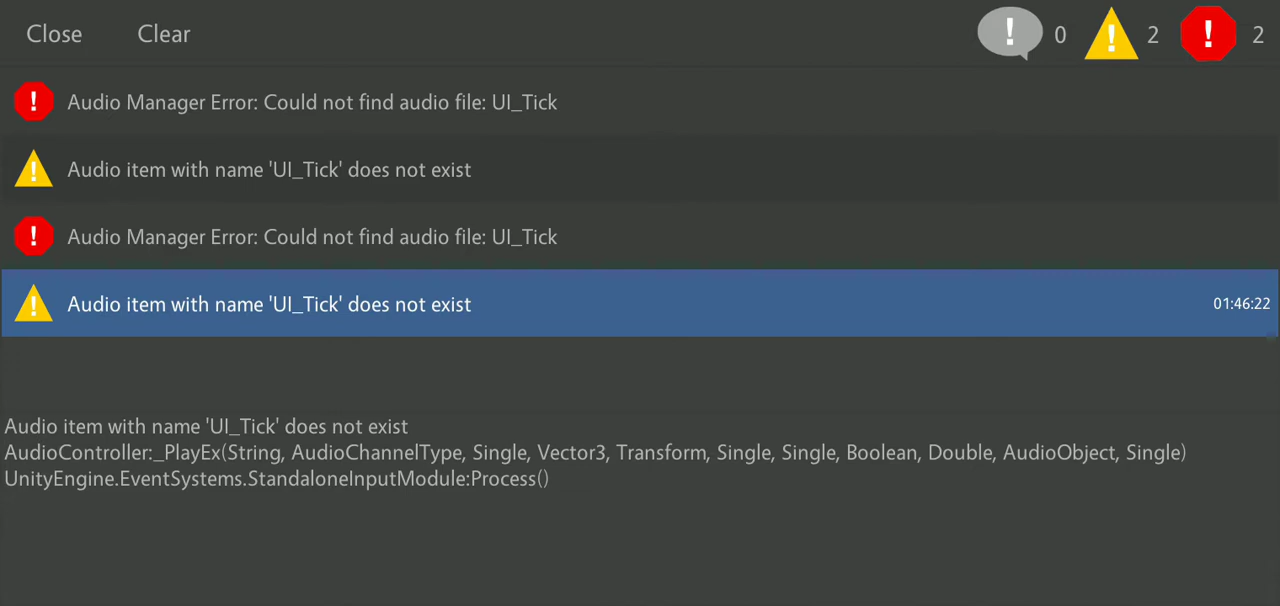 Close Clear 0 2 2
Audio Manager Error: Could not find audio file: UI_Tick
Audio item with name 'UI_Tick' does not exist
Audio Manager Error: Could not find audio file: UI_Tick
Audio item with name 'UI_Tick' does not exist 01:46:22
Audio item with name 'UI_Tick' does not exist
AudioController:_PlayEx(String, AudioChannelType, Single, Vector3, Transform, Single, Single, Boolean, Double, AudioObject, Single)
UnityEngine.EventSystems.StandaloneInputModule:Process()